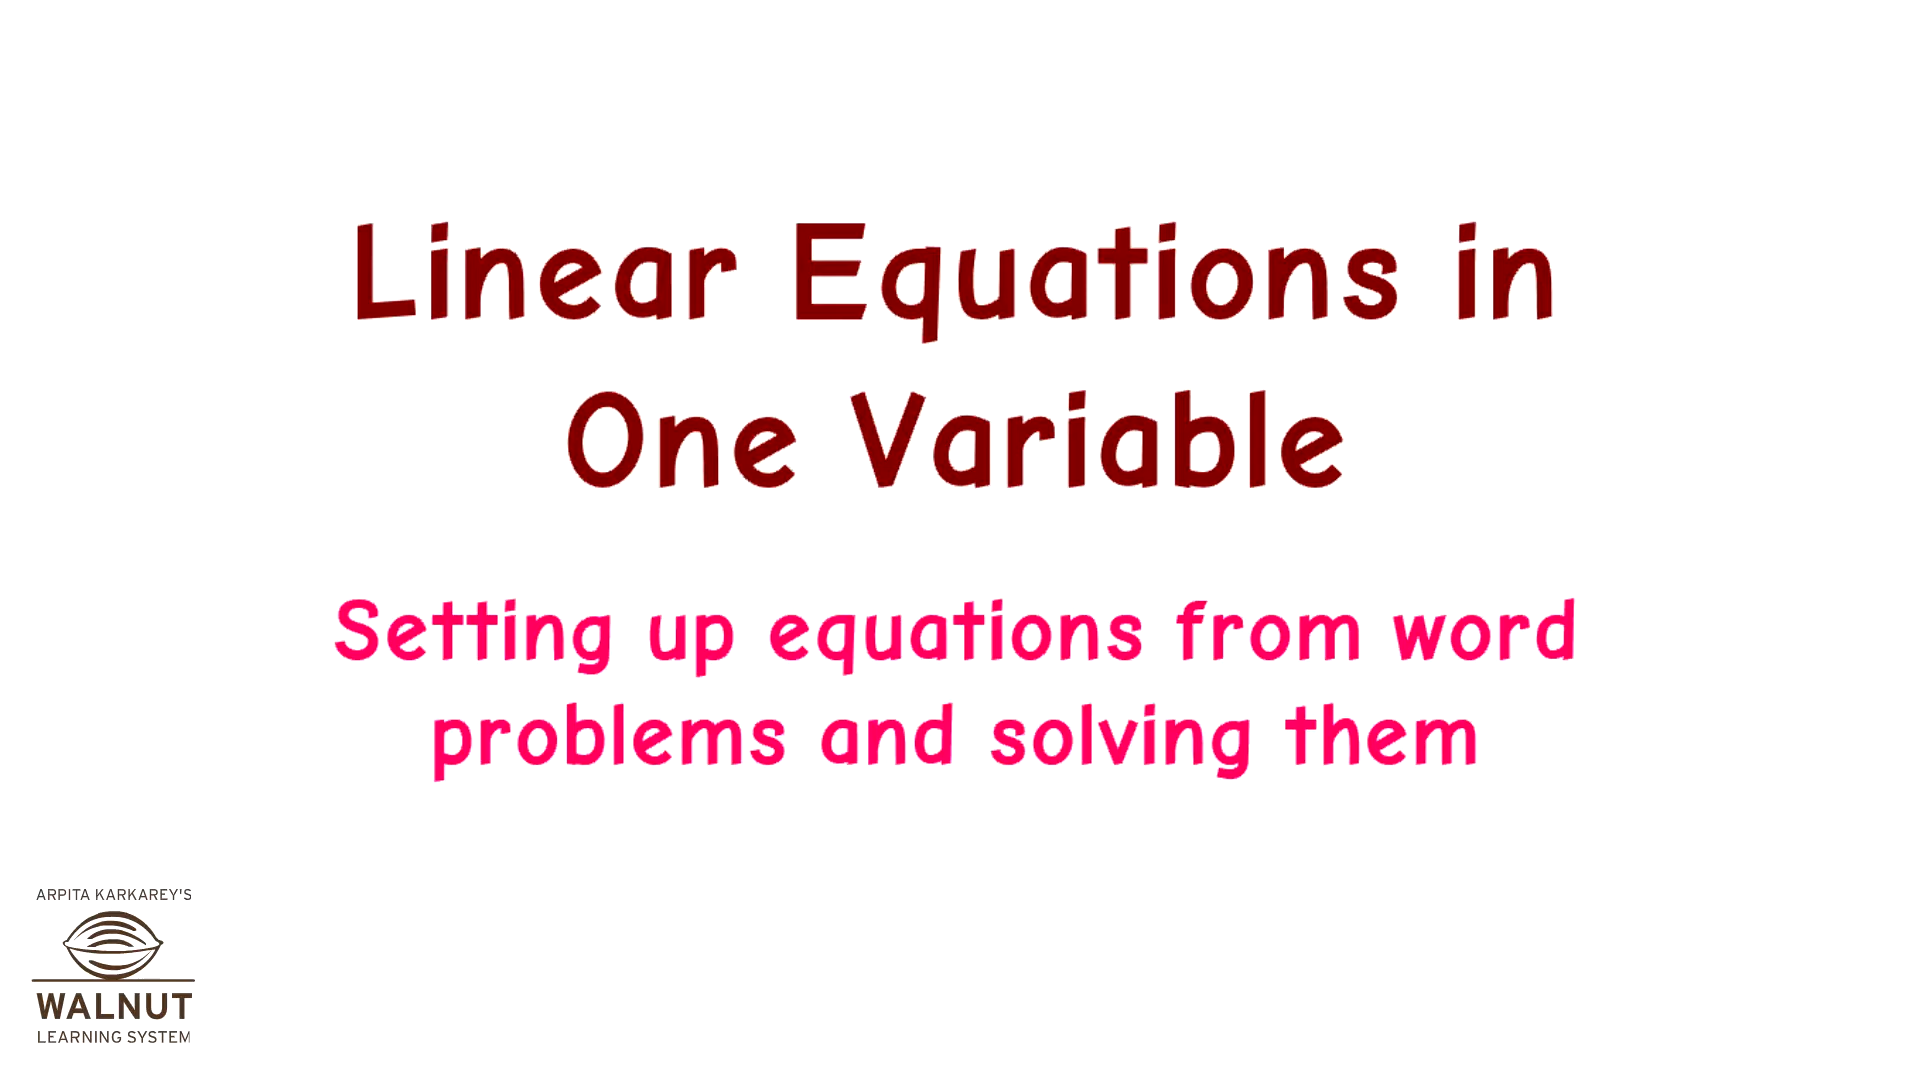 Linear Equations in
One Variable
Setting up equations from word
problems and solving them
ARPITA KARKAREY'S
WALNUT
LEARNING SYSTEM